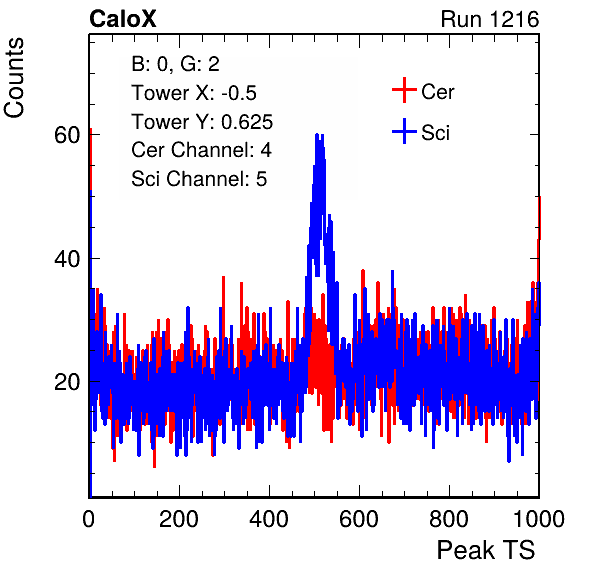 CaloX Run 1216
Counts
B: 0, G: 2
Tower X: -0.5
Tower Y: 0.625
Cer Channel: 4
Sci Channel: 5
Cer
Sci
60
40
20
0 200 400 600 800 1000
Peak TS